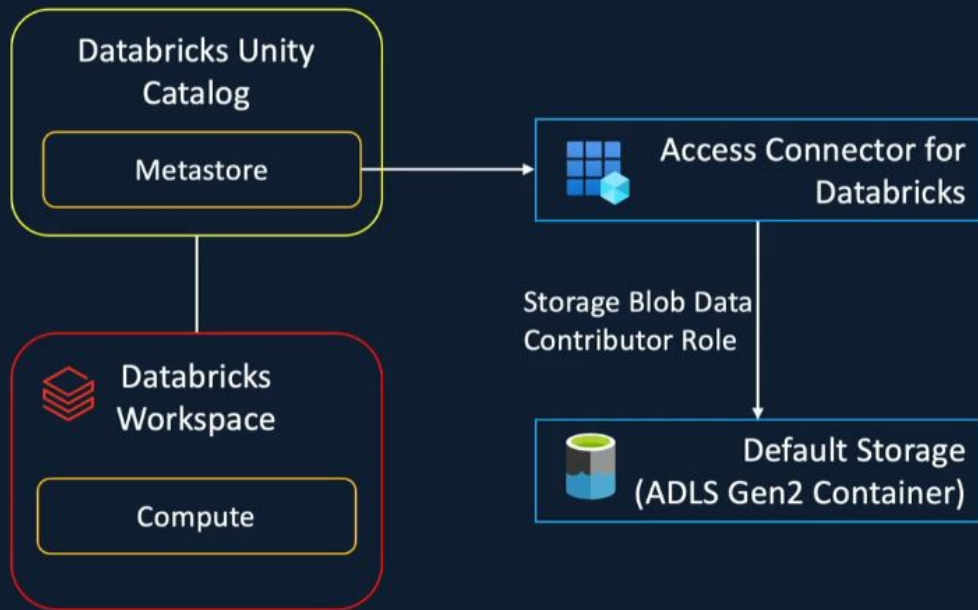 Databricks Unity
Catalog
Metastore
Access Connector for
Databricks
Storage Blob Data
Contributor Role
Databricks
Workspace
Compute
Default Storage
(ADLS Gen2 Container)